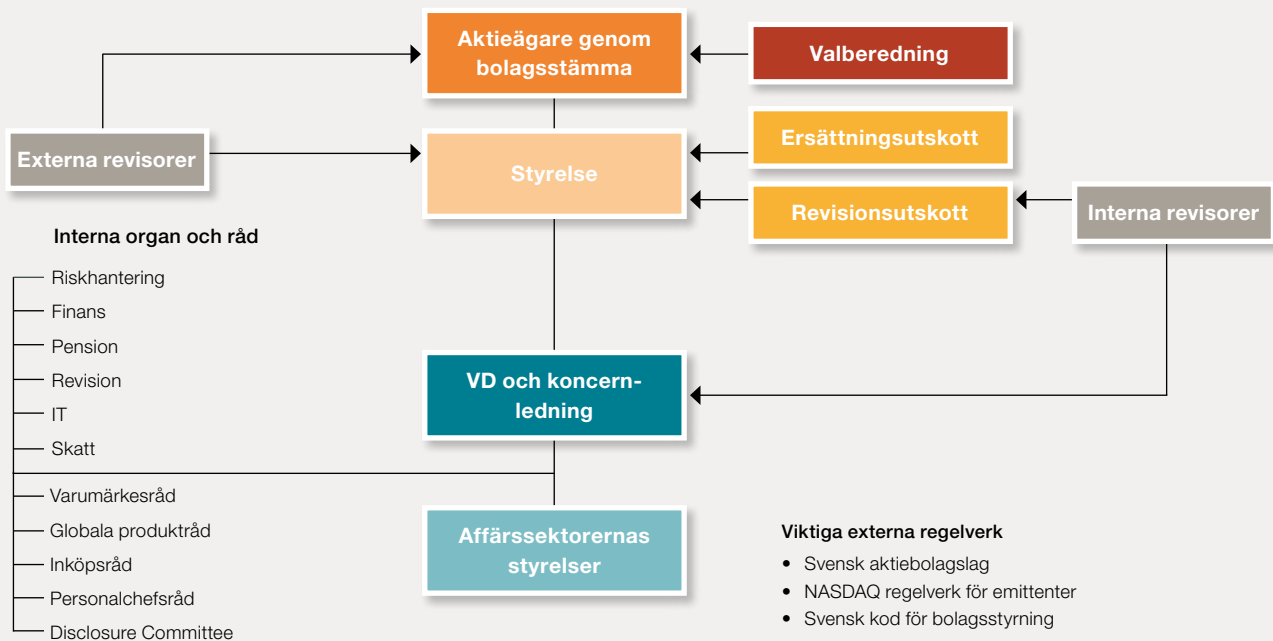 Aktieägare genom
bolagsstämma
Valberedning
Ersättningsutskott
Externa revisorer
Styrelse
Revisionsutskott
Interna revisorer
Interna organ och råd
Riskhantering
Finans
Pension
Revision
IT
Skatt
Varumärkesråd
Globala produktråd
Inköpsråd
Personalchefsråd
Disclosure Committee
VD och koncern-
ledning
Affärssektorernas
styrelser
Viktiga externa regelverk
• Svensk aktiebolagslag
• NASDAQ regelverk för emittenter
• Svensk kod för bolagsstyrning